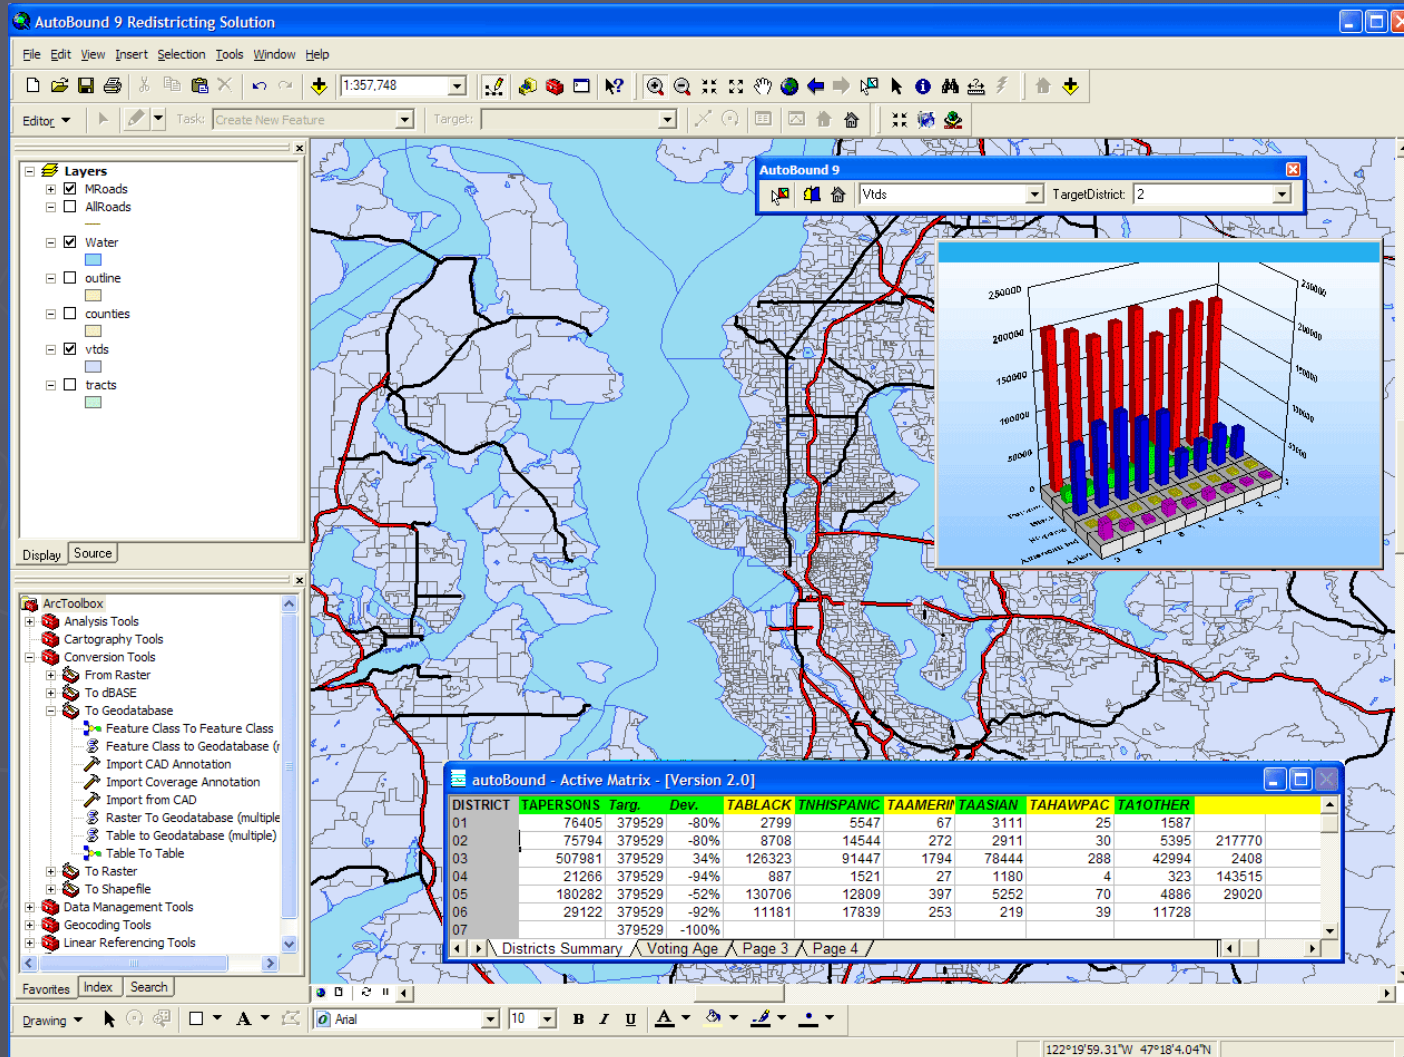 AutoBound 9 Redistricting Solution
File Edit View Insert Selection Tools Window Help
1:357,748
Editor Task: Create New Feature Target:
Layers
MRoads
AllRoads
Water
outline
counties
vtds
tracts
Display Source
ArcToolbox
Analysis Tools
Cartography Tools
Conversion Tools
From Raster
To dBASE
To Geodatabase
Feature Class To Feature Class
Feature Class to Geodatabase (r
Import CAD Annotation
Import Coverage Annotation
Import from CAD
Raster To Geodatabase (multiple
Table to Geodatabase (multiple)
Table To Table
To Raster
To Shapefile
Data Management Tools
Geocoding Tools
Linear Referencing Tools
Favorites Index Search
AutoBound 9
Vtds TargetDistrict: 2
250000
200000
150000
100000
50000
0
250000
200000
150000
100000
50000
autoBound - Active Matrix - [Version 2.0]
DISTRICT TAPERSONS Targ. Dev. TABLACK TNHISPANIC TAAMERIN TAASIAN TAHAWPAC TA1OTHER
01 76405 379529 -80% 2799 5547 67 3111 25 1587
02 75794 379529 -80% 8708 14544 272 2911 30 5395 217770
03 507981 379529 34% 126323 91447 1794 78444 288 42994 2408
04 21266 379529 -94% 887 1521 27 1180 4 323 143515
05 180282 379529 -52% 130706 12809 397 5252 70 4886 29020
06 29122 379529 -92% 11181 17839 253 219 39 11728
07 379529 -100%
Districts Summary Voting Age Page 3 Page 4
Drawing A Arial 10 B I U A
122°19'59.31"W 47°18'4.04"N